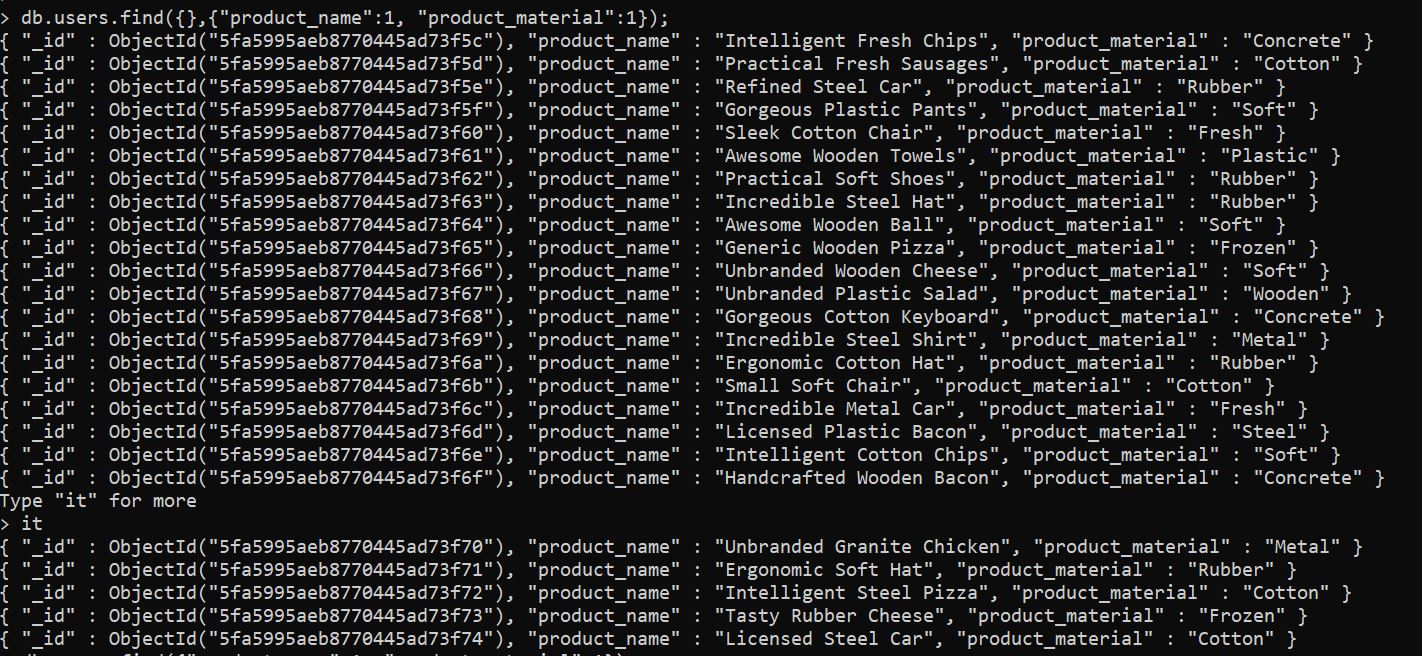 > db.users.find({},{"product_name":1, "product_material":1});
{ "_id" : ObjectId("5fa5995aeb8770445ad73f5c"), "product_name" : "Intelligent Fresh Chips", "product_material" : "Concrete" }
{ "_id" : ObjectId("5fa5995aeb8770445ad73f5d"), "product_name" : "Practical Fresh Sausages", "product_material" : "Cotton" }
{ "_id" : ObjectId("5fa5995aeb8770445ad73f5e"), "product_name" : "Refined Steel Car", "product_material" : "Rubber" }
{ "_id" : ObjectId("5fa5995aeb8770445ad73f5f"), "product_name" : "Gorgeous Plastic Pants", "product_material" : "Soft" }
{ "_id" : ObjectId("5fa5995aeb8770445ad73f60"), "product_name" : "Sleek Cotton Chair", "product_material" : "Fresh" }
{ "_id" : ObjectId("5fa5995aeb8770445ad73f61"), "product_name" : "Awesome Wooden Towels", "product_material" : "Plastic" }
{ "_id" : ObjectId("5fa5995aeb8770445ad73f62"), "product_name" : "Practical Soft Shoes", "product_material" : "Rubber" }
{ "_id" : ObjectId("5fa5995aeb8770445ad73f63"), "product_name" : "Incredible Steel Hat", "product_material" : "Rubber" }
{ "_id" : ObjectId("5fa5995aeb8770445ad73f64"), "product_name" : "Awesome Wooden Ball", "product_material" : "Soft" }
{ "_id" : ObjectId("5fa5995aeb8770445ad73f65"), "product_name" : "Generic Wooden Pizza", "product_material" : "Frozen" }
{ "_id" : ObjectId("5fa5995aeb8770445ad73f66"), "product_name" : "Unbranded Wooden Cheese", "product_material" : "Soft" }
{ "_id" : ObjectId("5fa5995aeb8770445ad73f67"), "product_name" : "Unbranded Plastic Salad", "product_material" : "Wooden" }
{ "_id" : ObjectId("5fa5995aeb8770445ad73f68"), "product_name" : "Gorgeous Cotton Keyboard", "product_material" : "Concrete" }
{ "_id" : ObjectId("5fa5995aeb8770445ad73f69"), "product_name" : "Incredible Steel Shirt", "product_material" : "Metal" }
{ "_id" : ObjectId("5fa5995aeb8770445ad73f6a"), "product_name" : "Ergonomic Cotton Hat", "product_material" : "Rubber" }
{ "_id" : ObjectId("5fa5995aeb8770445ad73f6b"), "product_name" : "Small Soft Chair", "product_material" : "Cotton" }
{ "_id" : ObjectId("5fa5995aeb8770445ad73f6c"), "product_name" : "Incredible Metal Car", "product_material" : "Fresh" }
{ "_id" : ObjectId("5fa5995aeb8770445ad73f6d"), "product_name" : "Licensed Plastic Bacon", "product_material" : "Steel" }
{ "_id" : ObjectId("5fa5995aeb8770445ad73f6e"), "product_name" : "Intelligent Cotton Chips", "product_material" : "Soft" }
{ "_id" : ObjectId("5fa5995aeb8770445ad73f6f"), "product_name" : "Handcrafted Wooden Bacon", "product_material" : "Concrete" }
Type "it" for more
> it
{ "_id" : ObjectId("5fa5995aeb8770445ad73f70"), "product_name" : "Unbranded Granite Chicken", "product_material" : "Metal" }
{ "_id" : ObjectId("5fa5995aeb8770445ad73f71"), "product_name" : "Ergonomic Soft Hat", "product_material" : "Rubber" }
{ "_id" : ObjectId("5fa5995aeb8770445ad73f72"), "product_name" : "Intelligent Steel Pizza", "product_material" : "Cotton" }
{ "_id" : ObjectId("5fa5995aeb8770445ad73f73"), "product_name" : "Tasty Rubber Cheese", "product_material" : "Frozen" }
{ "_id" : ObjectId("5fa5995aeb8770445ad73f74"), "product_name" : "Licensed Steel Car", "product_material" : "Cotton" }